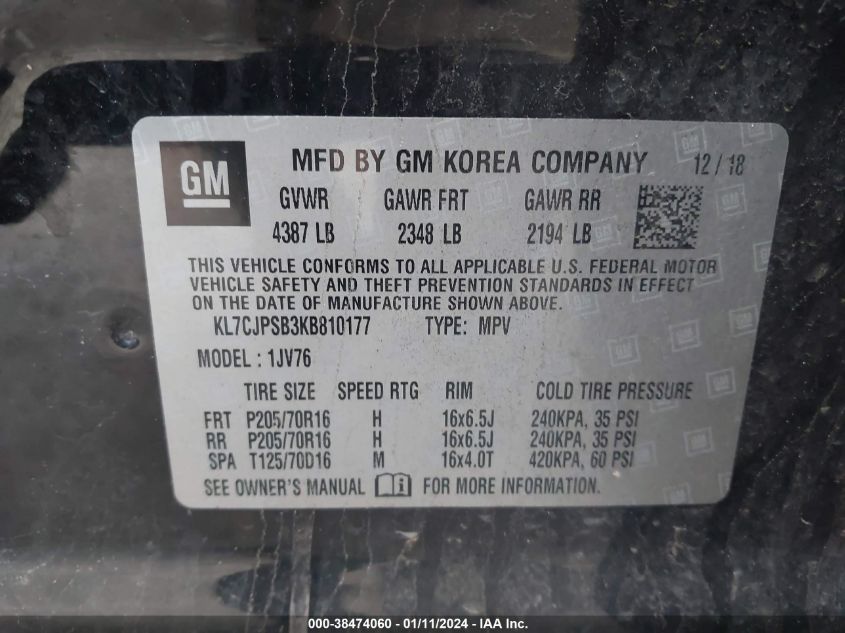 GM MFD BY GM KOREA COMPANY 12/18
GVWR GAWR FRT GAWR RR
4387 LB 2348 LB 2194 LB
THIS VEHICLE CONFORMS TO ALL APPLICABLE U.S. FEDERAL MOTOR
VEHICLE SAFETY AND THEFT PREVENTION STANDARDS IN EFFECT
ON THE DATE OF MANUFACTURE SHOWN ABOVE.
KL7CJPSB3KB810177 TYPE: MPV
MODEL: 1JV76
TIRE SIZE SPEED RTG RIM COLD TIRE PRESSURE
FRT P205/70R16 H 16x6.5J 240KPA, 35 PSI
RR P205/70R16 H 16x6.5J 240KPA, 35 PSI
SPA T125/70D16 M 16x4.0T 420KPA, 60 PSI
SEE OWNER'S MANUAL i FOR MORE INFORMATION.
000-38474060 - 01/11/2024 - IAA Inc.